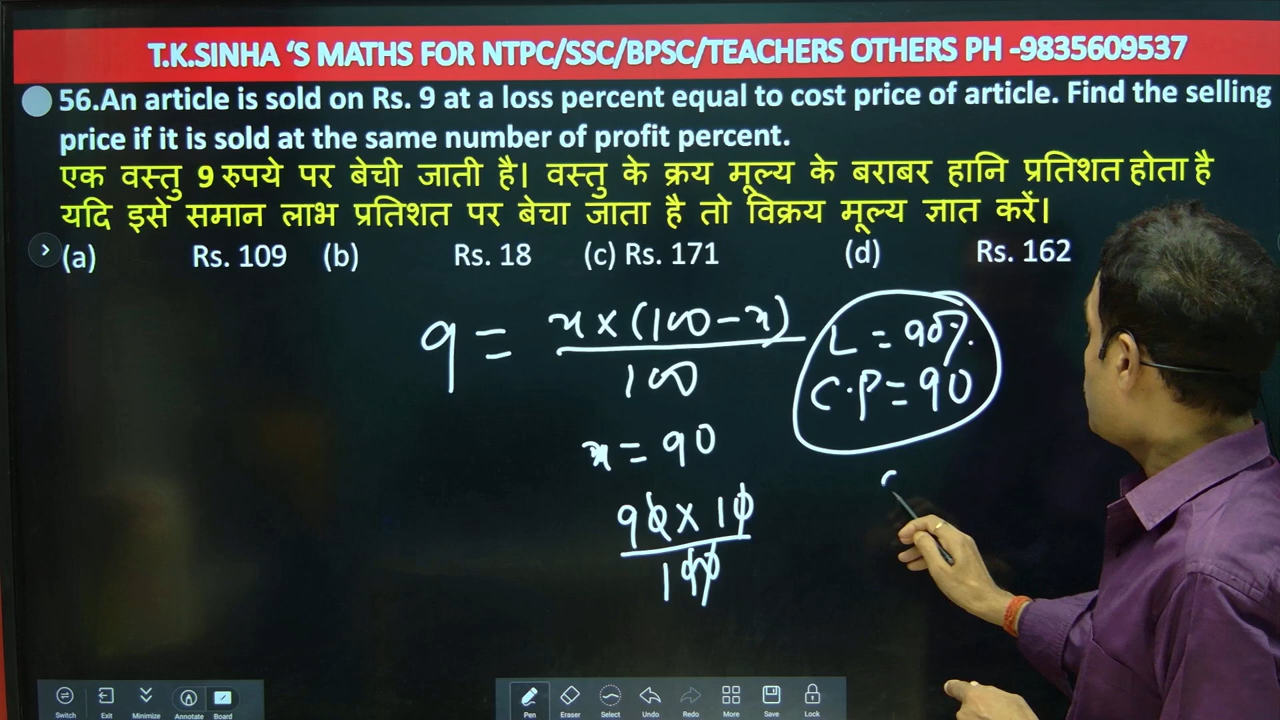 T.K.SINHA ‘S MATHS FOR NTPC/SSC/BPSC/TEACHERS OTHERS PH -9835609537
56.An article is sold on Rs. 9 at a loss percent equal to cost price of article. Find the selling
price if it is sold at the same number of profit percent.
एक वस्तु 9 रुपये पर बेची जाती है। वस्तु के क्रय मूल्य के बराबर हानि प्रतिशत होता है
यदि इसे समान लाभ प्रतिशत पर बेचा जाता है तो विक्रय मूल्य ज्ञात करें।
(a) Rs. 109 (b) Rs. 18 (c) Rs. 171 (d) Rs. 162
9 = x × (100 - x)
100
L = 90%.
C.P = 90
x = 90
90 × 10
100
Switch Exit Minimize Annotate Board Pen Eraser Select Undo Redo More Save Lock